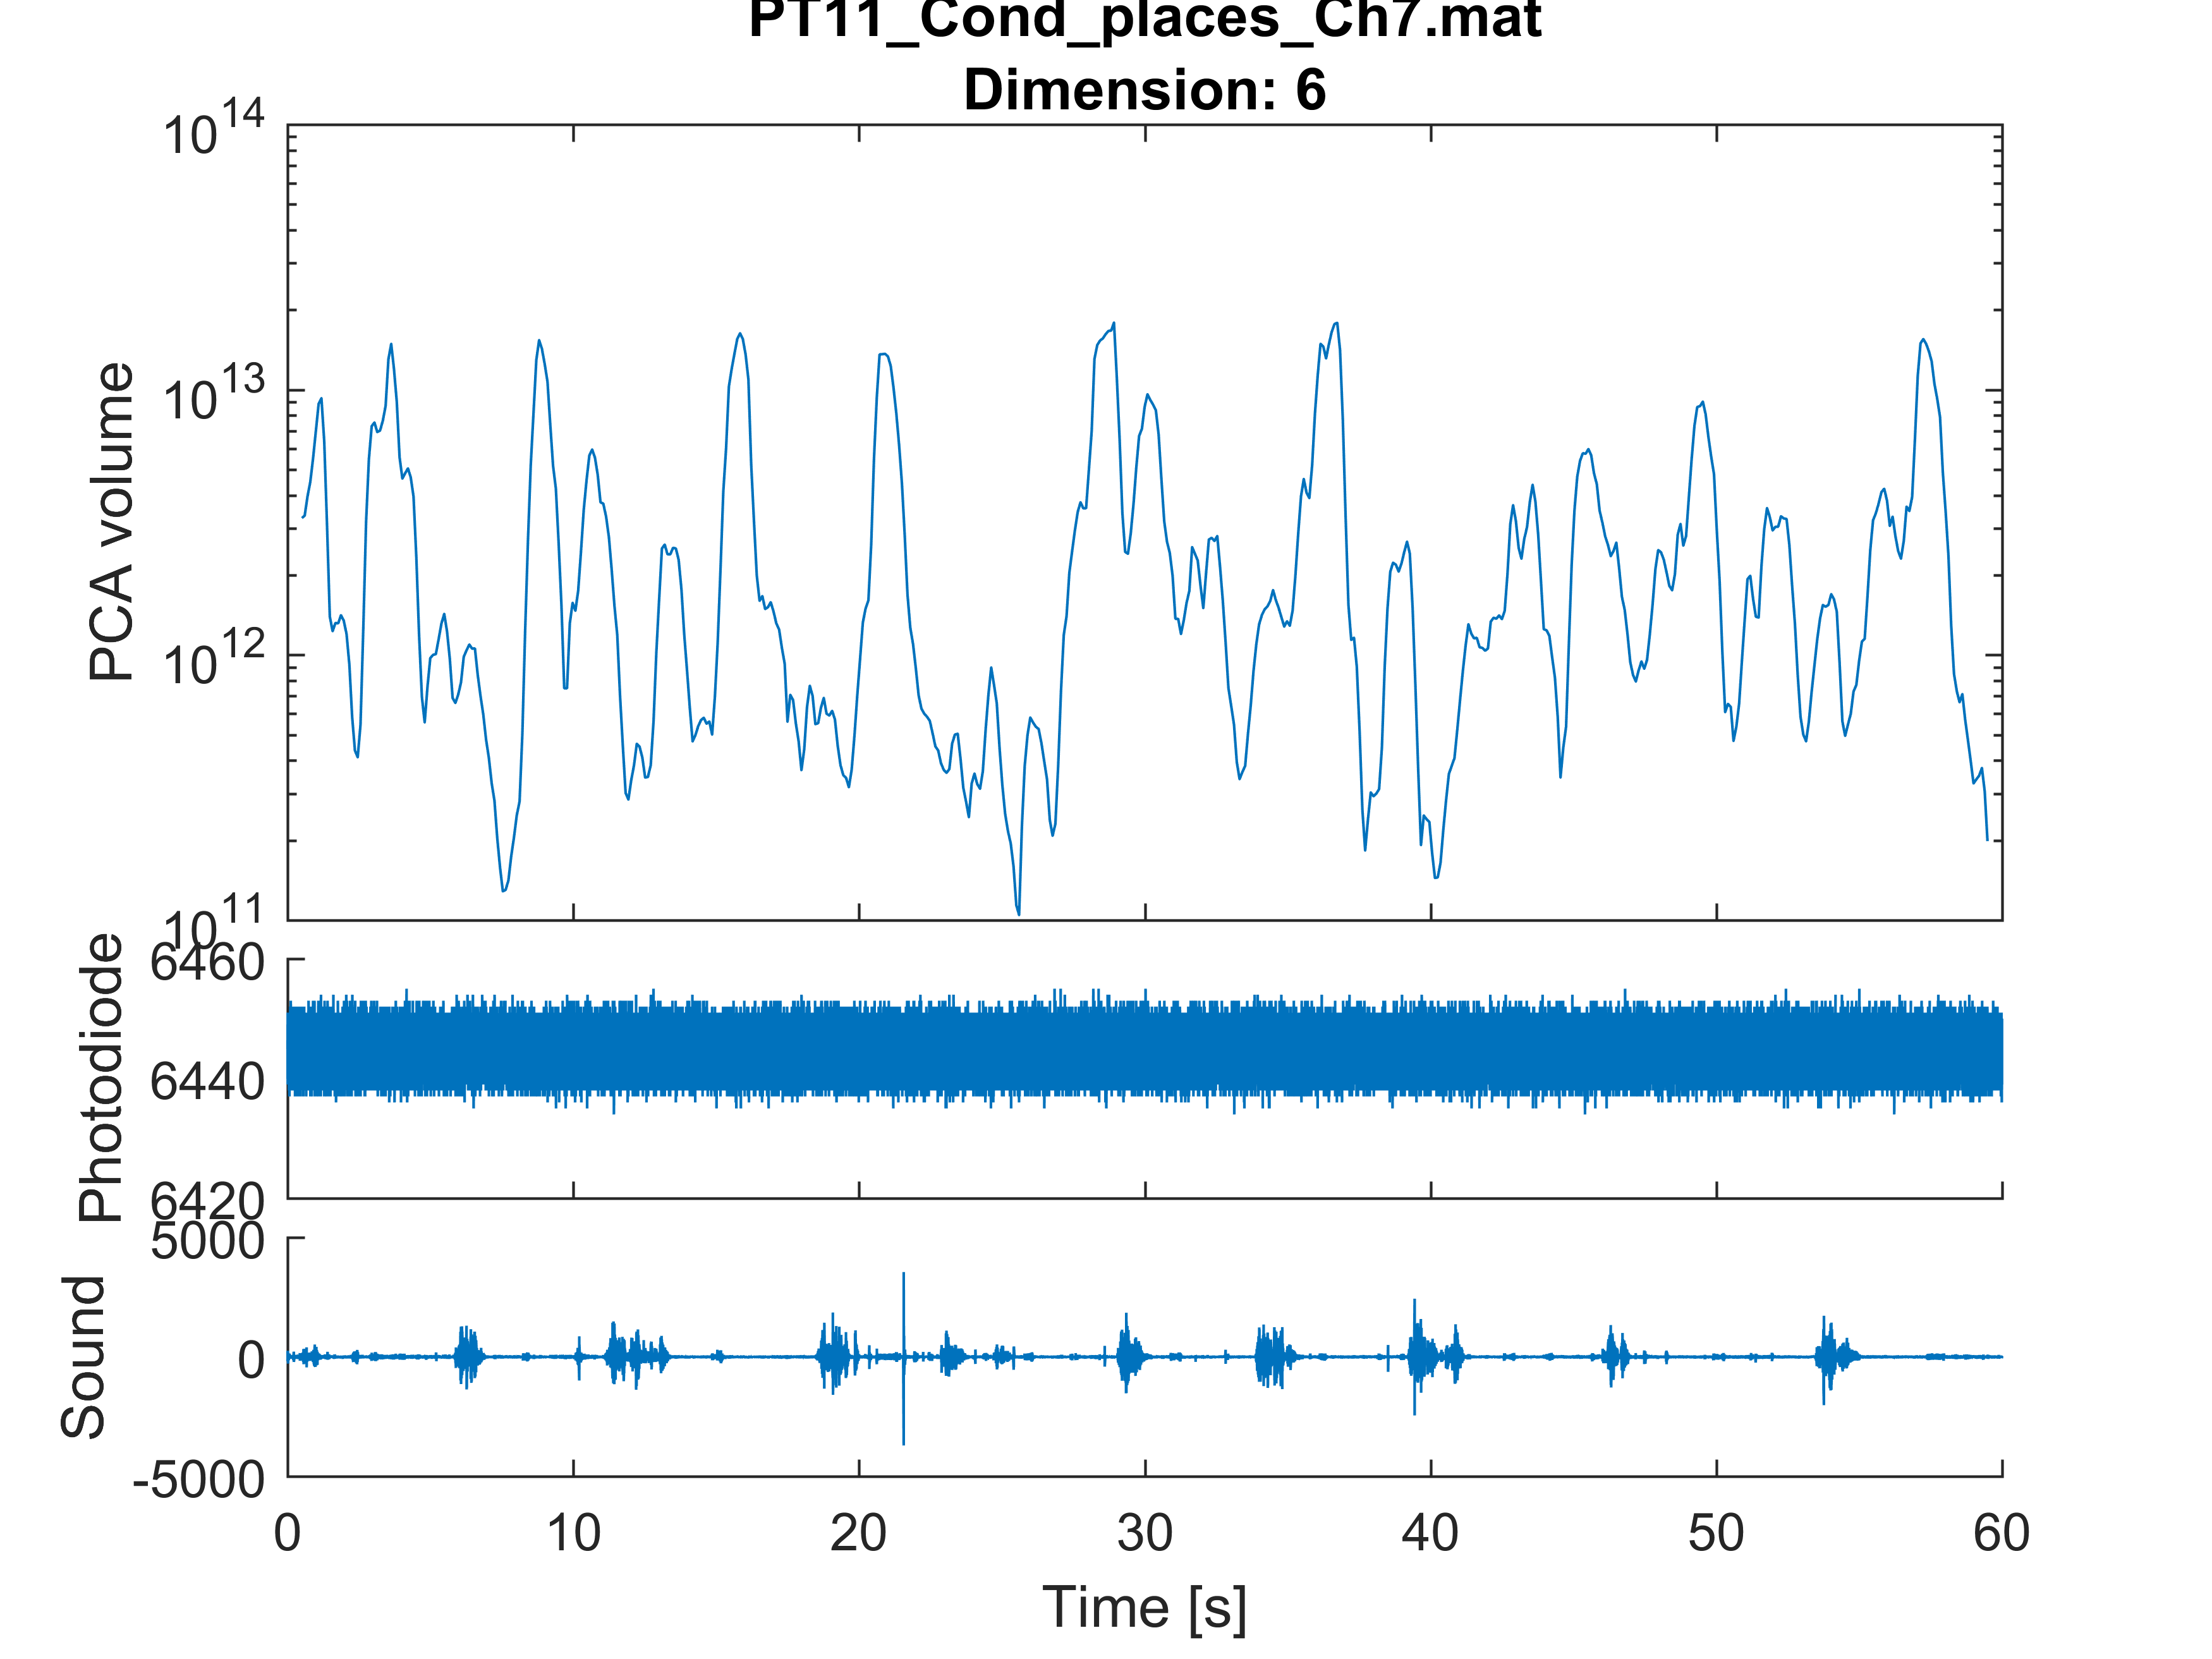 PT11_Cond_places_Ch7.mat
Dimension: 6
10^14
10^13
10^12
10^11
PCA volume
6460
6440
6420
Photodiode
5000
0
-5000
Sound
0 10 20 30 40 50 60
Time [s]